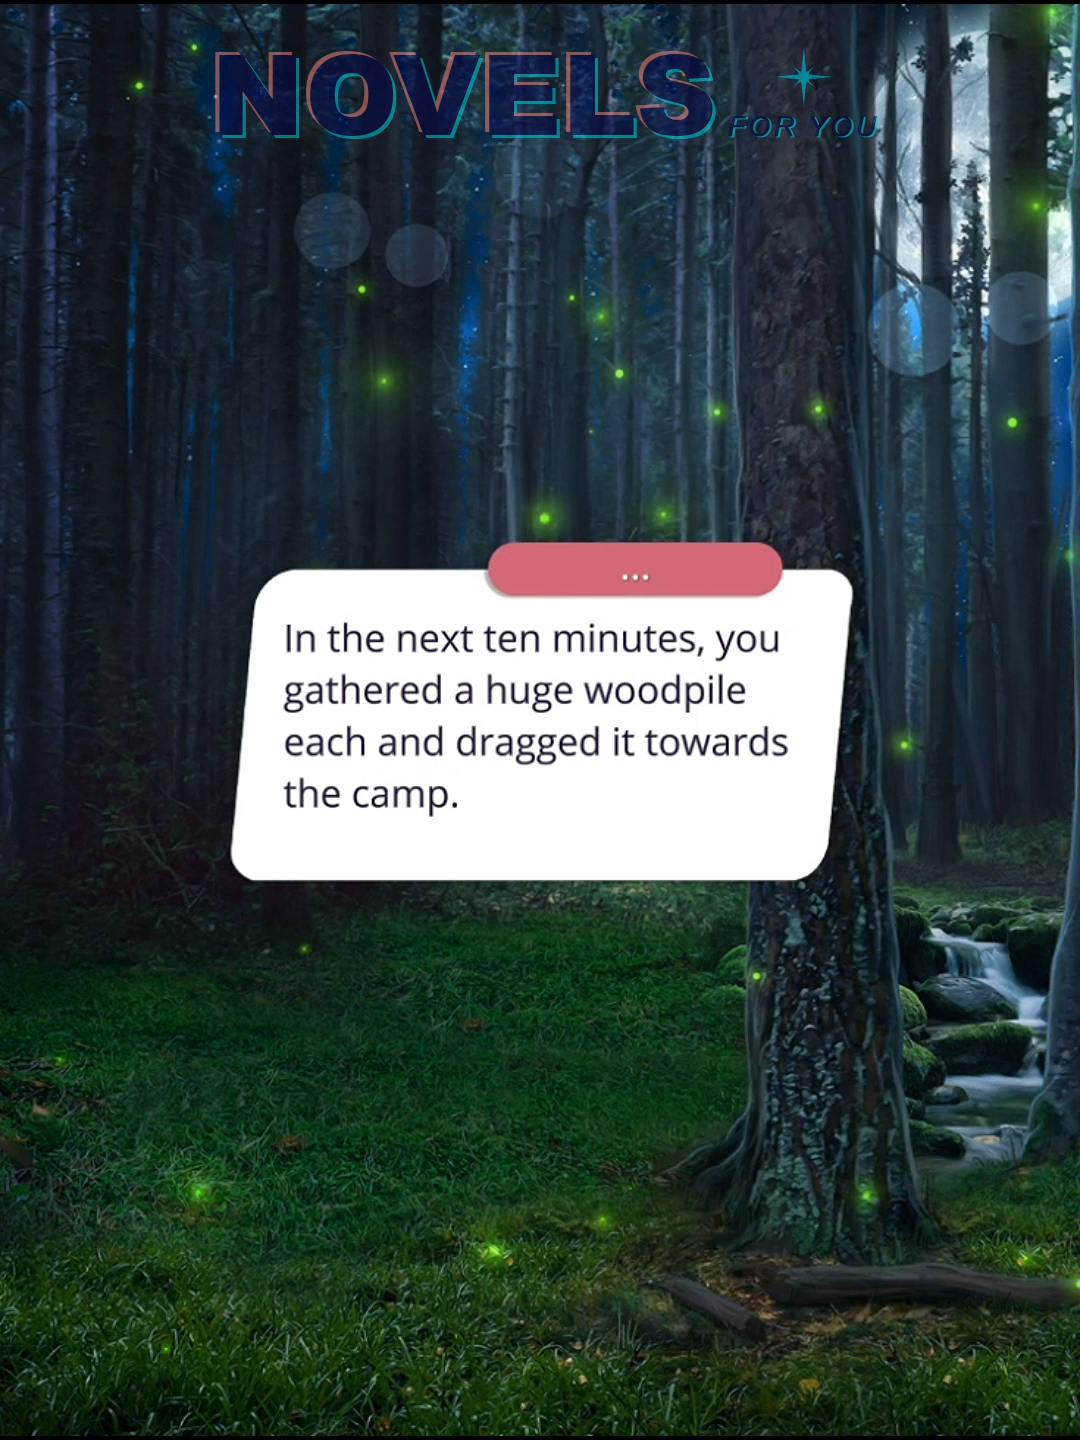 NOVELS
FOR YOU
...
In the next ten minutes, you
gathered a huge woodpile
each and dragged it towards
the camp.